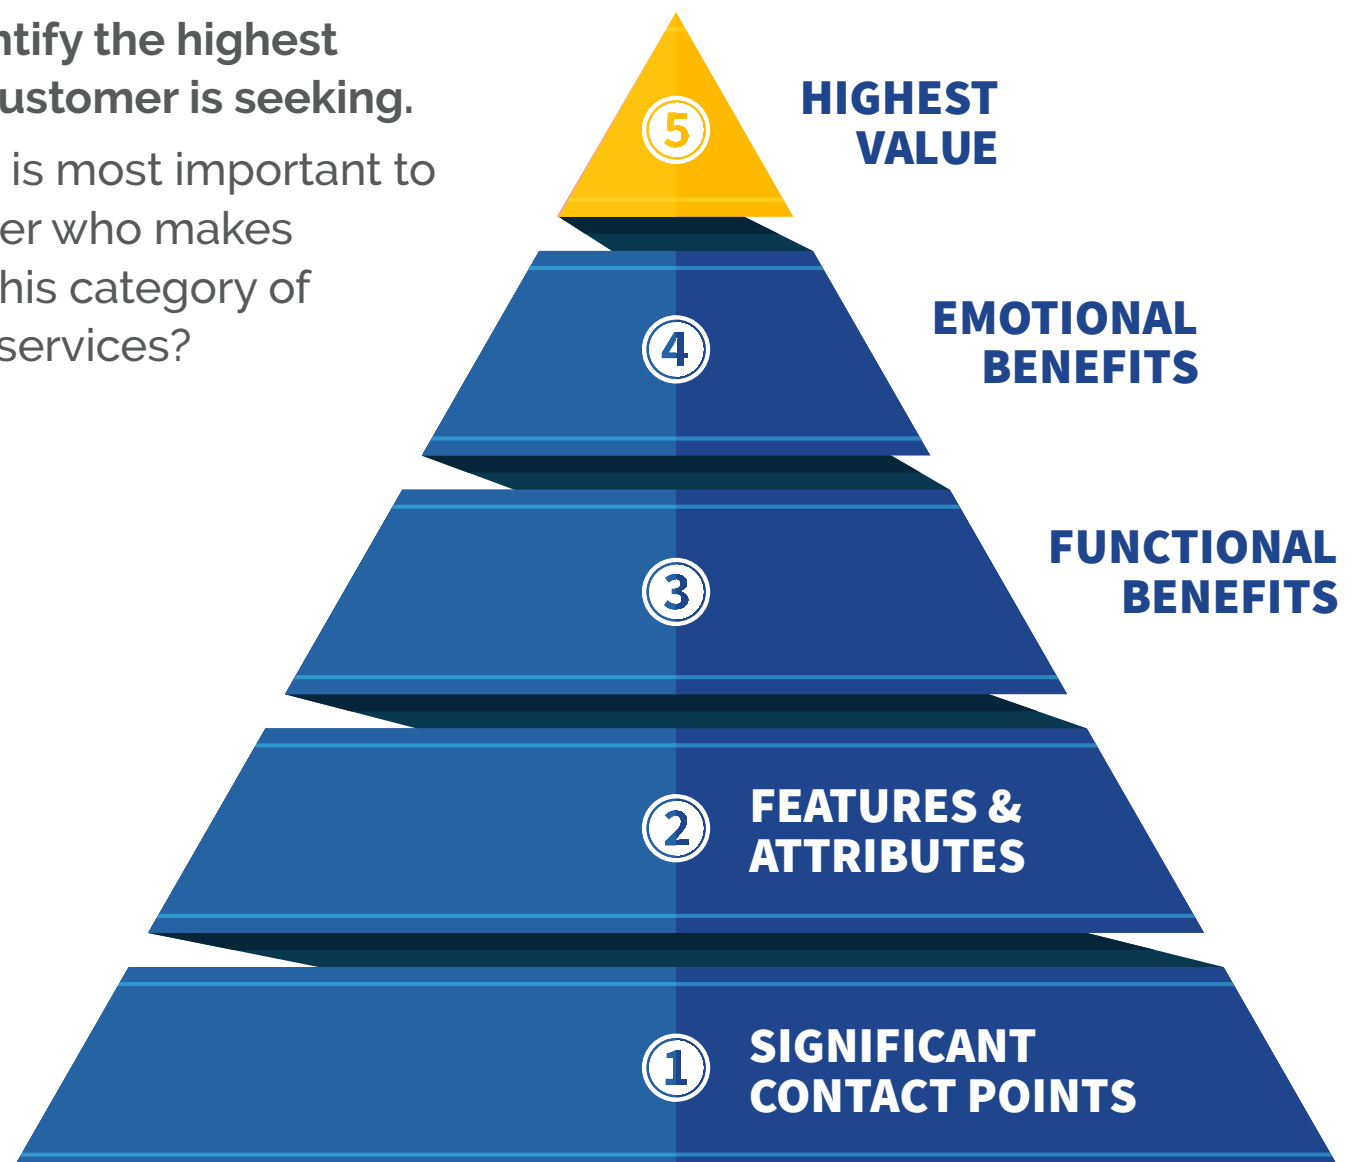 ntify the highest
ustomer is seeking.
is most important to
er who makes
his category of
services?
5
HIGHEST
VALUE
4
EMOTIONAL
BENEFITS
3
FUNCTIONAL
BENEFITS
2
FEATURES &
ATTRIBUTES
1
SIGNIFICANT
CONTACT POINTS